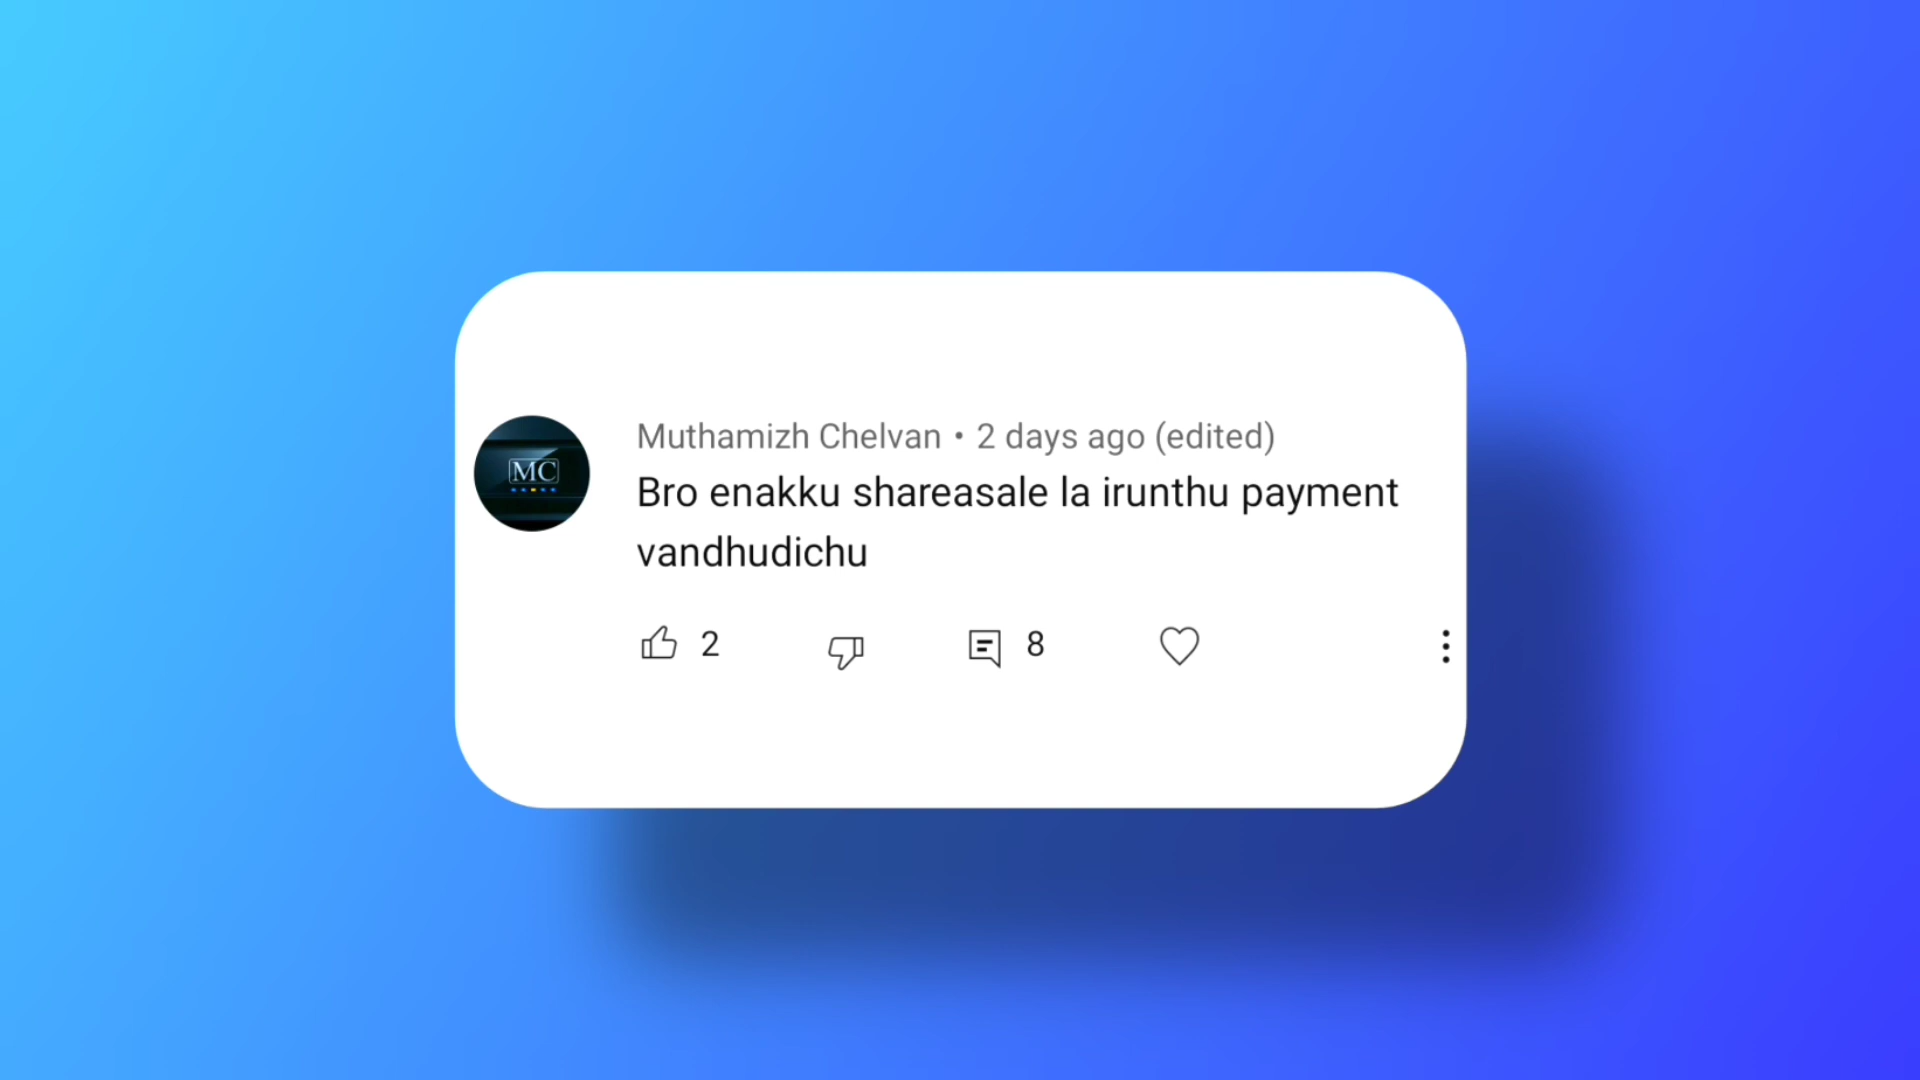 MC
Muthamizh Chelvan • 2 days ago (edited)
Bro enakku shareasale la irunthu payment
vandhudichu
2 8